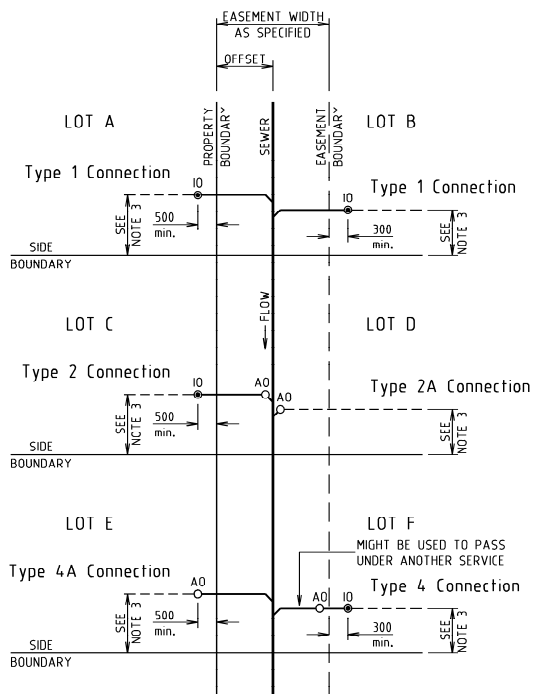 EASEMENT WIDTH
AS SPECIFIED
OFFSET
LOT A
PROPERTY
BOUNDARY
SEWER
EASEMENT
BOUNDARY
LOT B
Type 1 Connection
IO
IO
Type 1 Connection
SEE
NOTE 3
500
min.
300
min.
SEE
NOTE 3
SIDE
BOUNDARY
LOT C
FLOW
LOT D
Type 2 Connection
IO
AO
AO
Type 2A Connection
SEE
NCTE 3
500
min.
SEE
NOTE 3
SIDE
BOUNDARY
LOT E
LOT F
MIGHT BE USED TO PASS
UNDER ANOTHER SERVICE
Type 4A Connection
AO
AO
IO
Type 4 Connection
SEE
NOTE 3
500
min.
300
min.
SEE
NOTE 3
SIDE
BOUNDARY